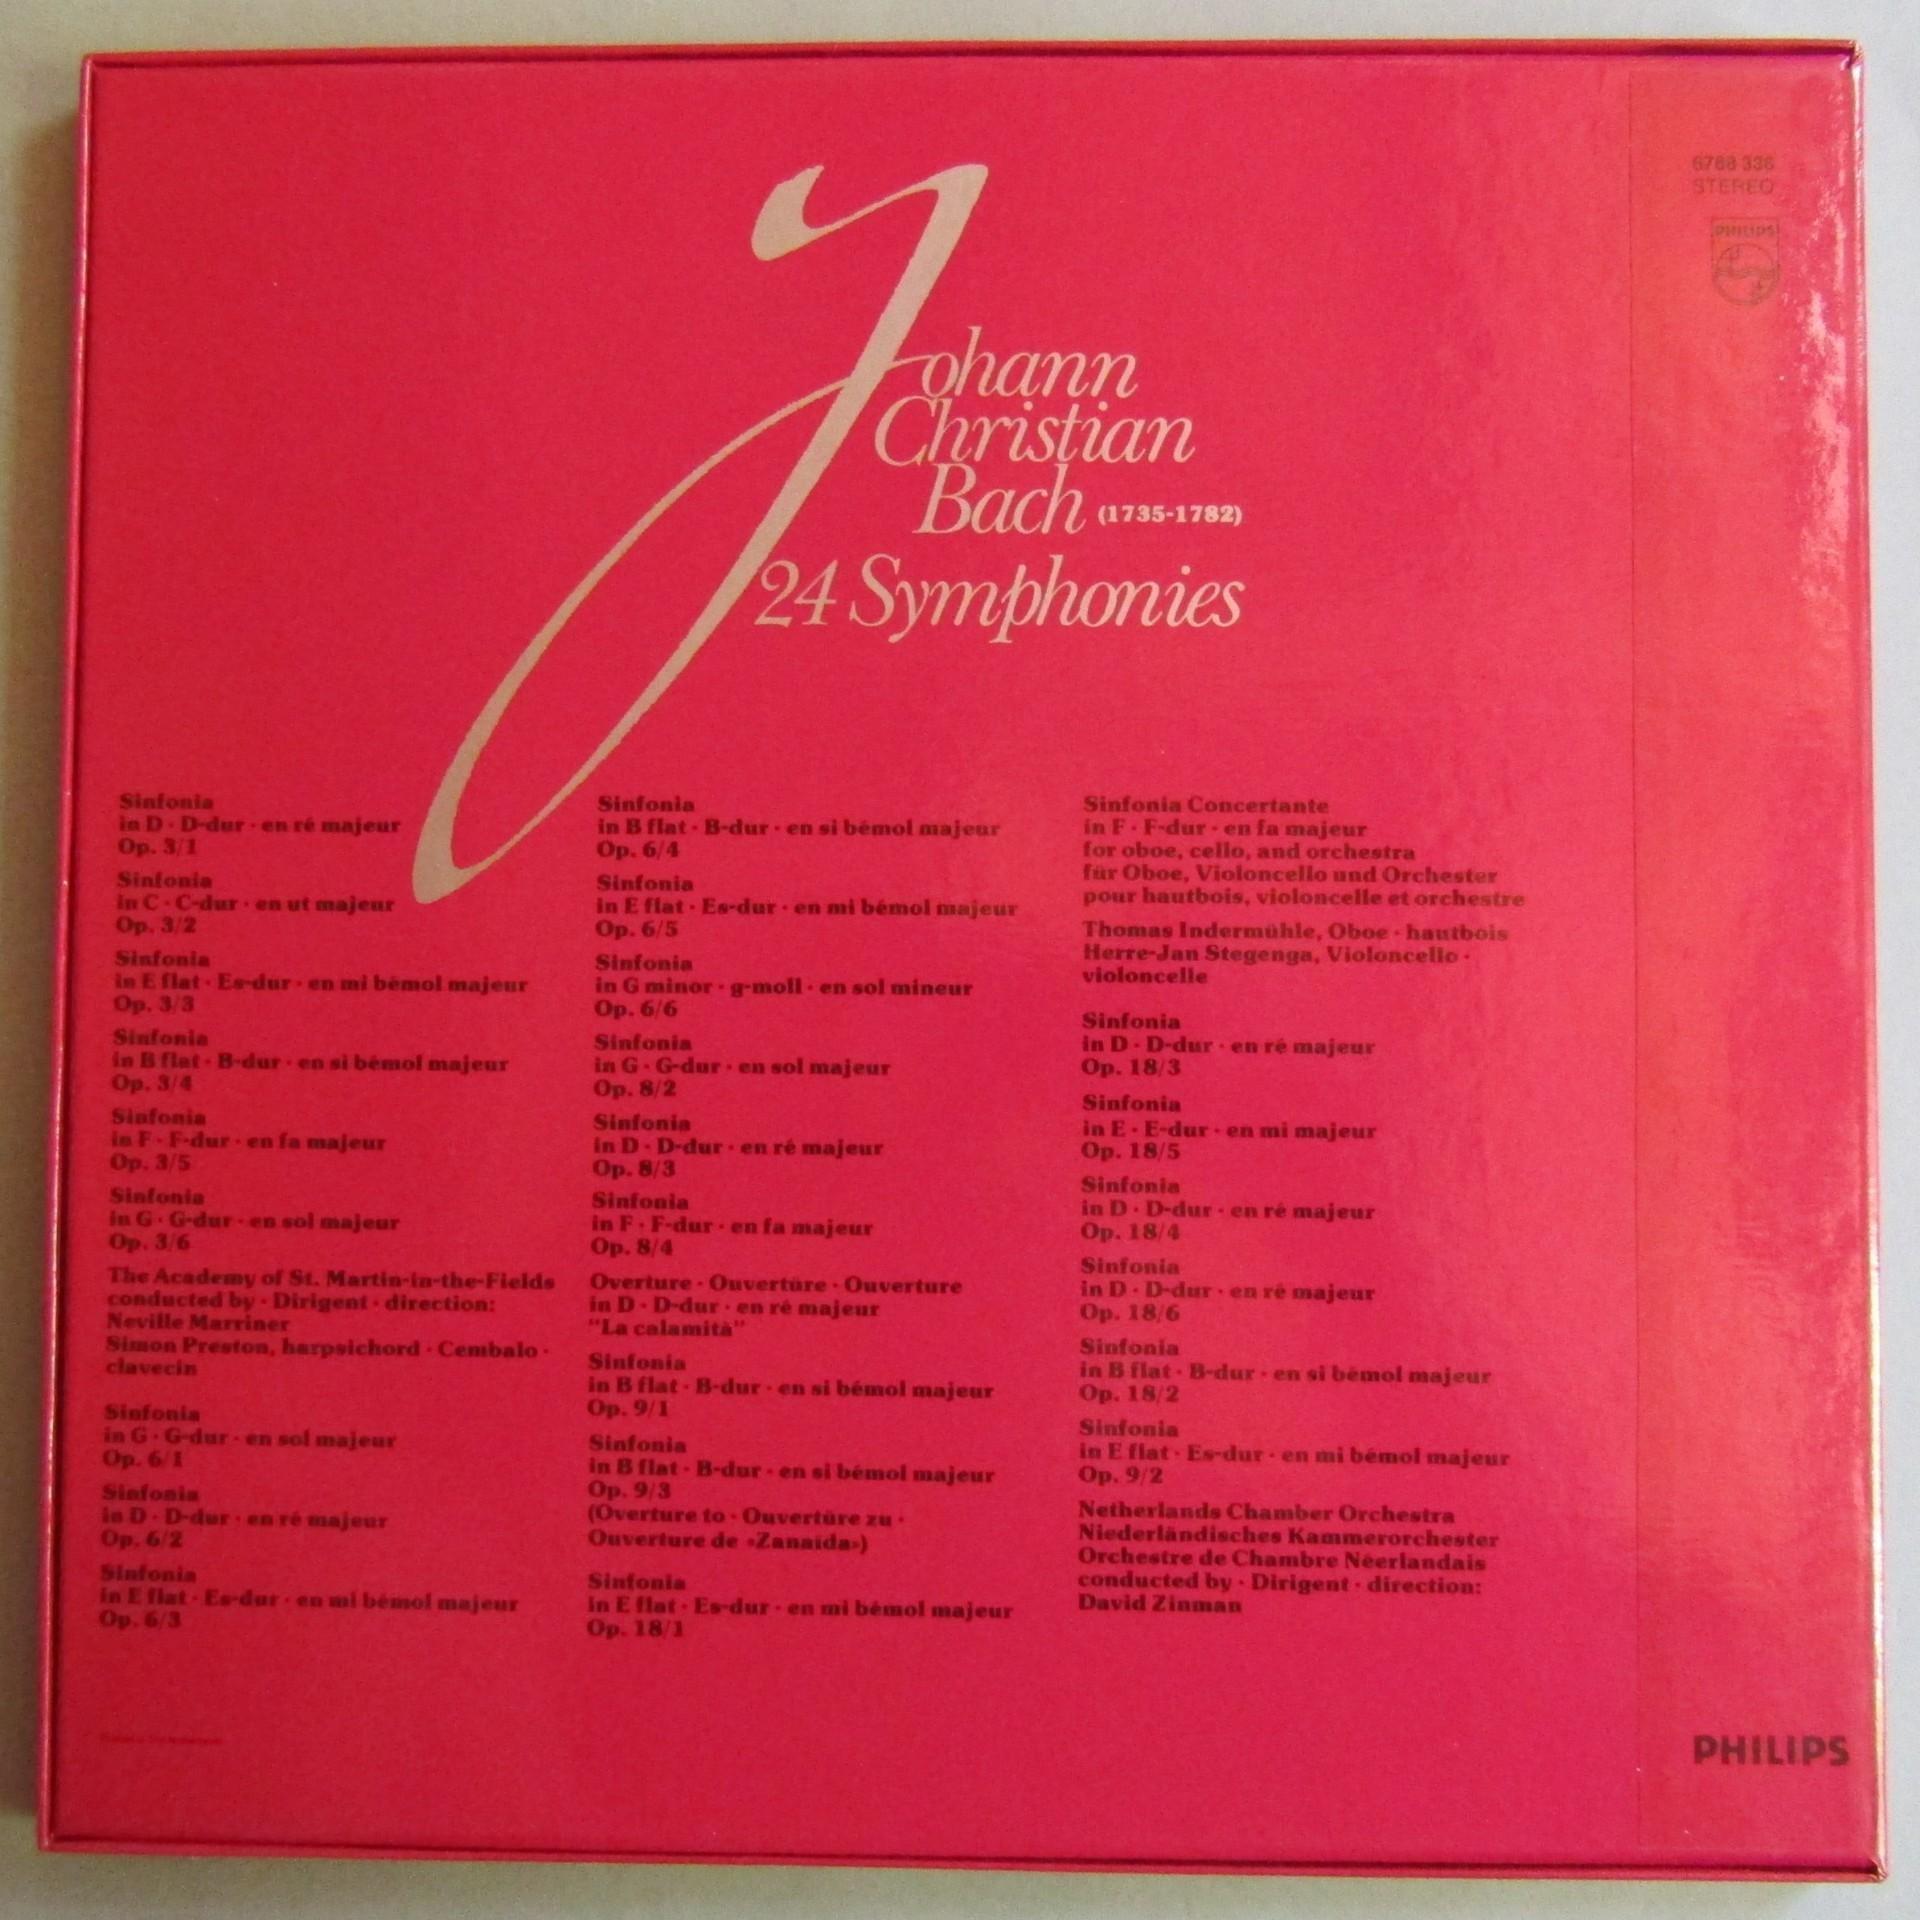 6768 336
STEREO
PHILIPS
Johann
Christian
Bach (1735-1782)
24 Symphonies
Sinfonia
in D · D-dur · en ré majeur
Op. 3/1
Sinfonia
in C · C-dur · en ut majeur
Op. 3/2
Sinfonia
in E flat · Es-dur · en mi bémol majeur
Op. 3/3
Sinfonia
in B flat · B-dur · en si bémol majeur
Op. 3/4
Sinfonia
in F · F-dur · en fa majeur
Op. 3/5
Sinfonia
in G · G-dur · en sol majeur
Op. 3/6
The Academy of St. Martin-in-the-Fields
conducted by · Dirigent · direction:
Neville Marriner
Simon Preston, harpsichord · Cembalo ·
clavecin
Sinfonia
in G · G-dur · en sol majeur
Op. 6/1
Sinfonia
in D · D-dur · en ré majeur
Op. 6/2
Sinfonia
in E flat · Es-dur · en mi bémol majeur
Op. 6/3
Sinfonia
in B flat · B-dur · en si bémol majeur
Op. 6/4
Sinfonia
in E flat · Es-dur · en mi bémol majeur
Op. 6/5
Sinfonia
in G minor · g-moll · en sol mineur
Op. 6/6
Sinfonia
in G · G-dur · en sol majeur
Op. 8/2
Sinfonia
in D · D-dur · en ré majeur
Op. 8/3
Sinfonia
in F · F-dur · en fa majeur
Op. 8/4
Overture · Ouvertüre · Ouverture
in D · D-dur · en ré majeur
"La calamità"
Sinfonia
in B flat · B-dur · en si bémol majeur
Op. 9/1
Sinfonia
in B flat · B-dur · en si bémol majeur
Op. 9/3
(Overture to · Ouvertüre zu ·
Ouverture de «Zanaïda»)
Sinfonia
in E flat · Es-dur · en mi bémol majeur
Op. 18/1
Sinfonia Concertante
in F · F-dur · en fa majeur
for oboe, cello, and orchestra
für Oboe, Violoncello und Orchester
pour hautbois, violoncelle et orchestre
Thomas Indermühle, Oboe · hautbois
Herre-Jan Stegenga, Violoncello ·
violoncelle
Sinfonia
in D · D-dur · en ré majeur
Op. 18/3
Sinfonia
in E · E-dur · en mi majeur
Op. 18/5
Sinfonia
in D · D-dur · en ré majeur
Op. 18/4
Sinfonia
in D · D-dur · en ré majeur
Op. 18/6
Sinfonia
in B flat · B-dur · en si bémol majeur
Op. 18/2
Sinfonia
in E flat · Es-dur · en mi bémol majeur
Op. 9/2
Netherlands Chamber Orchestra
Niederländisches Kammerorchester
Orchestre de Chambre Néerlandais
conducted by · Dirigent · direction:
David Zinman
PHILIPS